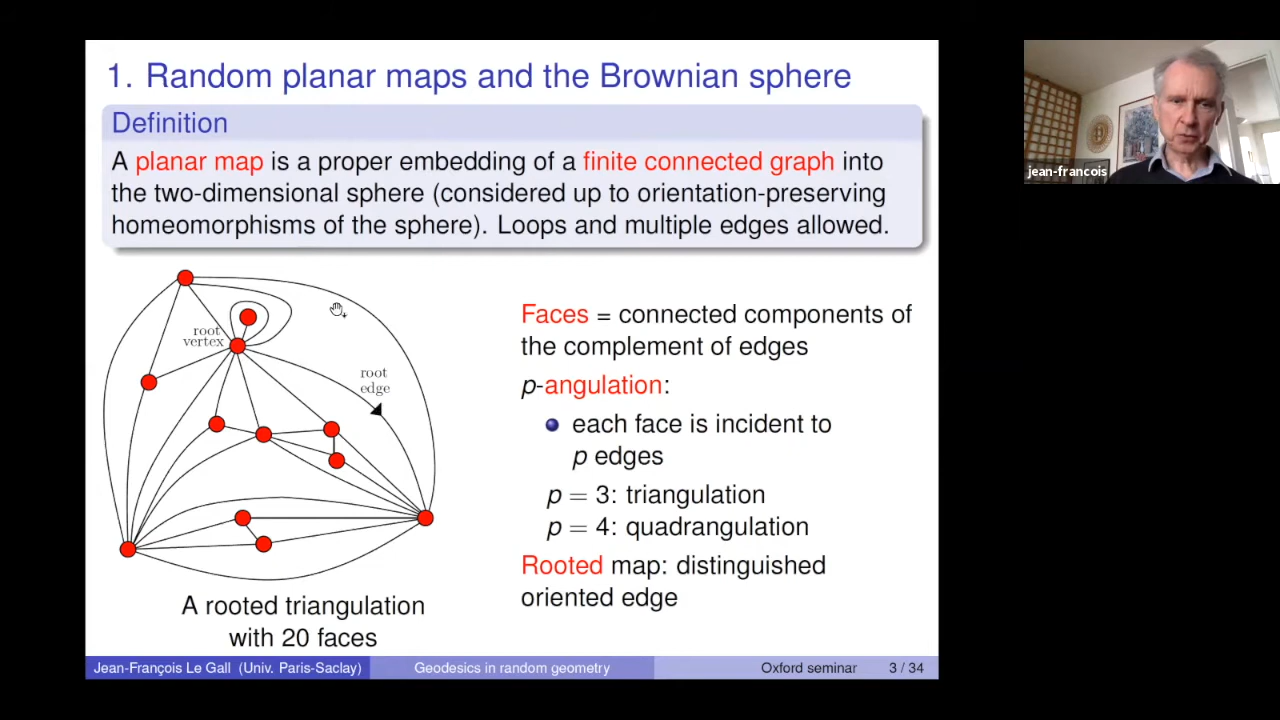 1. Random planar maps and the Brownian sphere
Definition
A planar map is a proper embedding of a finite connected graph into
the two-dimensional sphere (considered up to orientation-preserving
homeomorphisms of the sphere). Loops and multiple edges allowed.
root
vertex
root
edge
A rooted triangulation
with 20 faces
Faces = connected components of
the complement of edges
p-angulation:
each face is incident to
p edges
p = 3: triangulation
p = 4: quadrangulation
Rooted map: distinguished
oriented edge
Jean-François Le Gall (Univ. Paris-Saclay)
Geodesics in random geometry
Oxford seminar
3 / 34
jean-francois